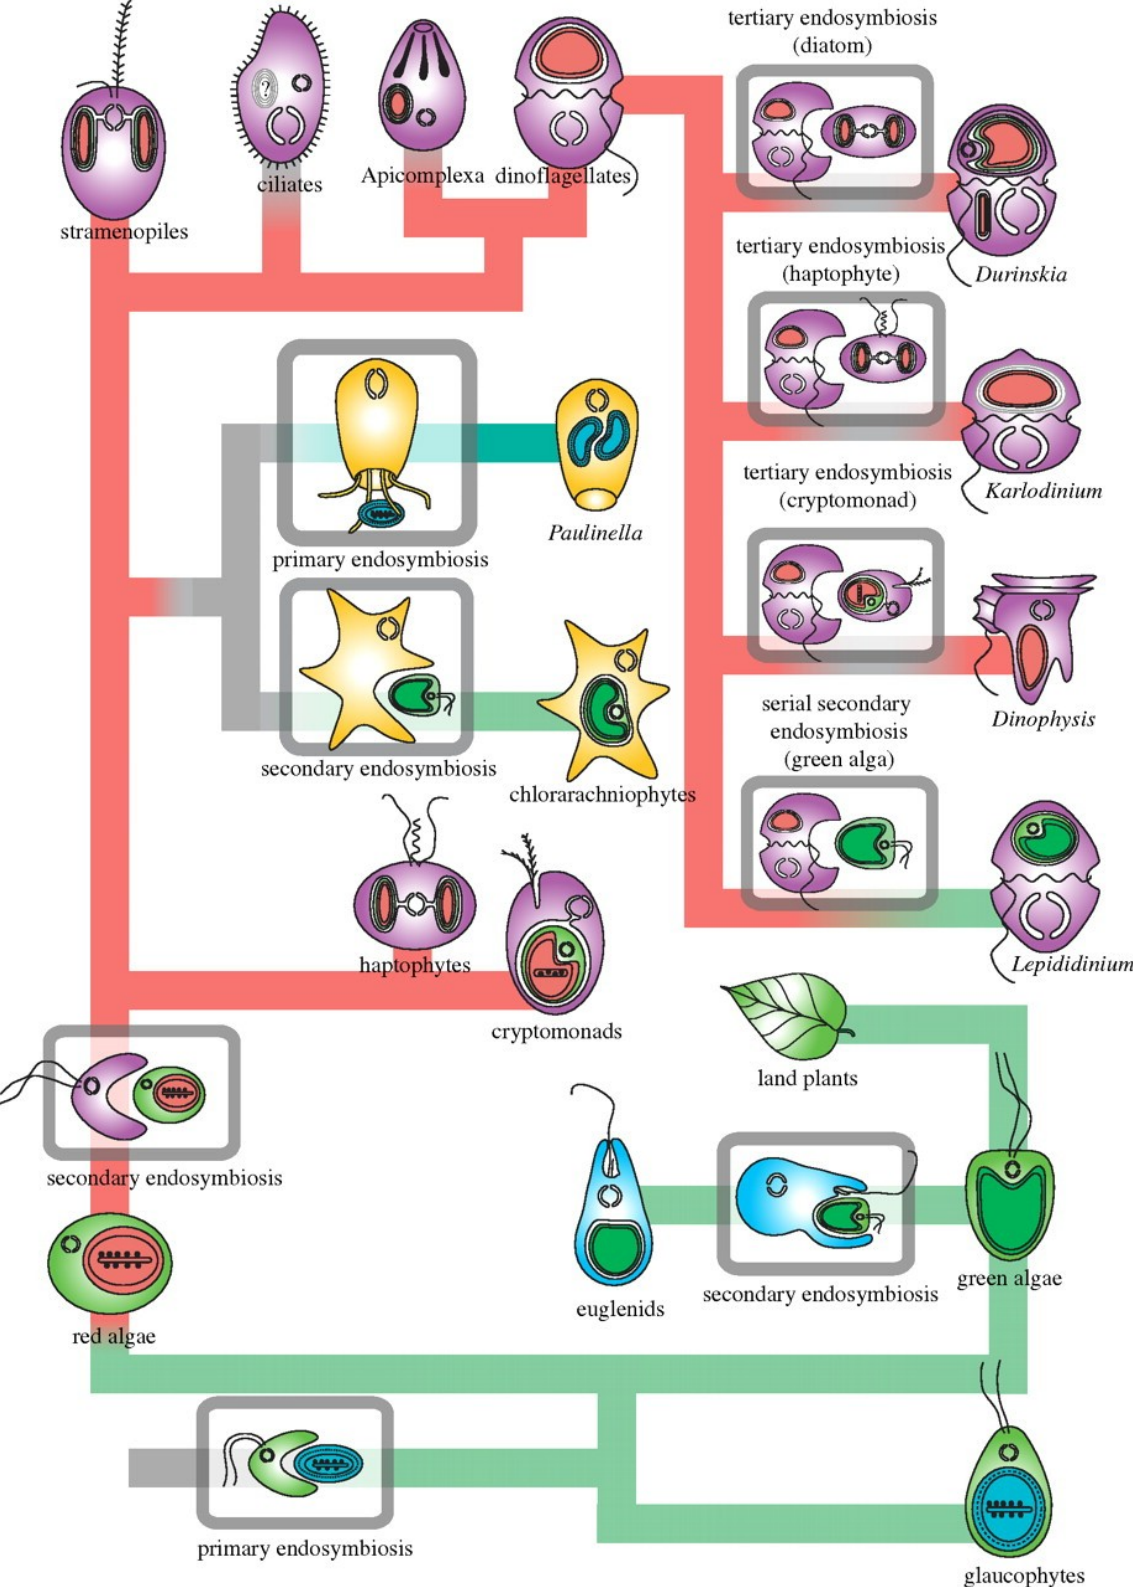 tertiary endosymbiosis
(diatom)
?
ciliates
Apicomplexa
dinoflagellates
stramenopiles
tertiary endosymbiosis
(haptophyte)
Durinskia
tertiary endosymbiosis
(cryptomonad)
Karlodinium
Paulinella
primary endosymbiosis
serial secondary
endosymbiosis
(green alga)
Dinophysis
secondary endosymbiosis
chlorarachniophytes
haptophytes
Lepididinium
cryptomonads
land plants
secondary endosymbiosis
green algae
secondary endosymbiosis
euglenids
red algae
primary endosymbiosis
glaucophytes